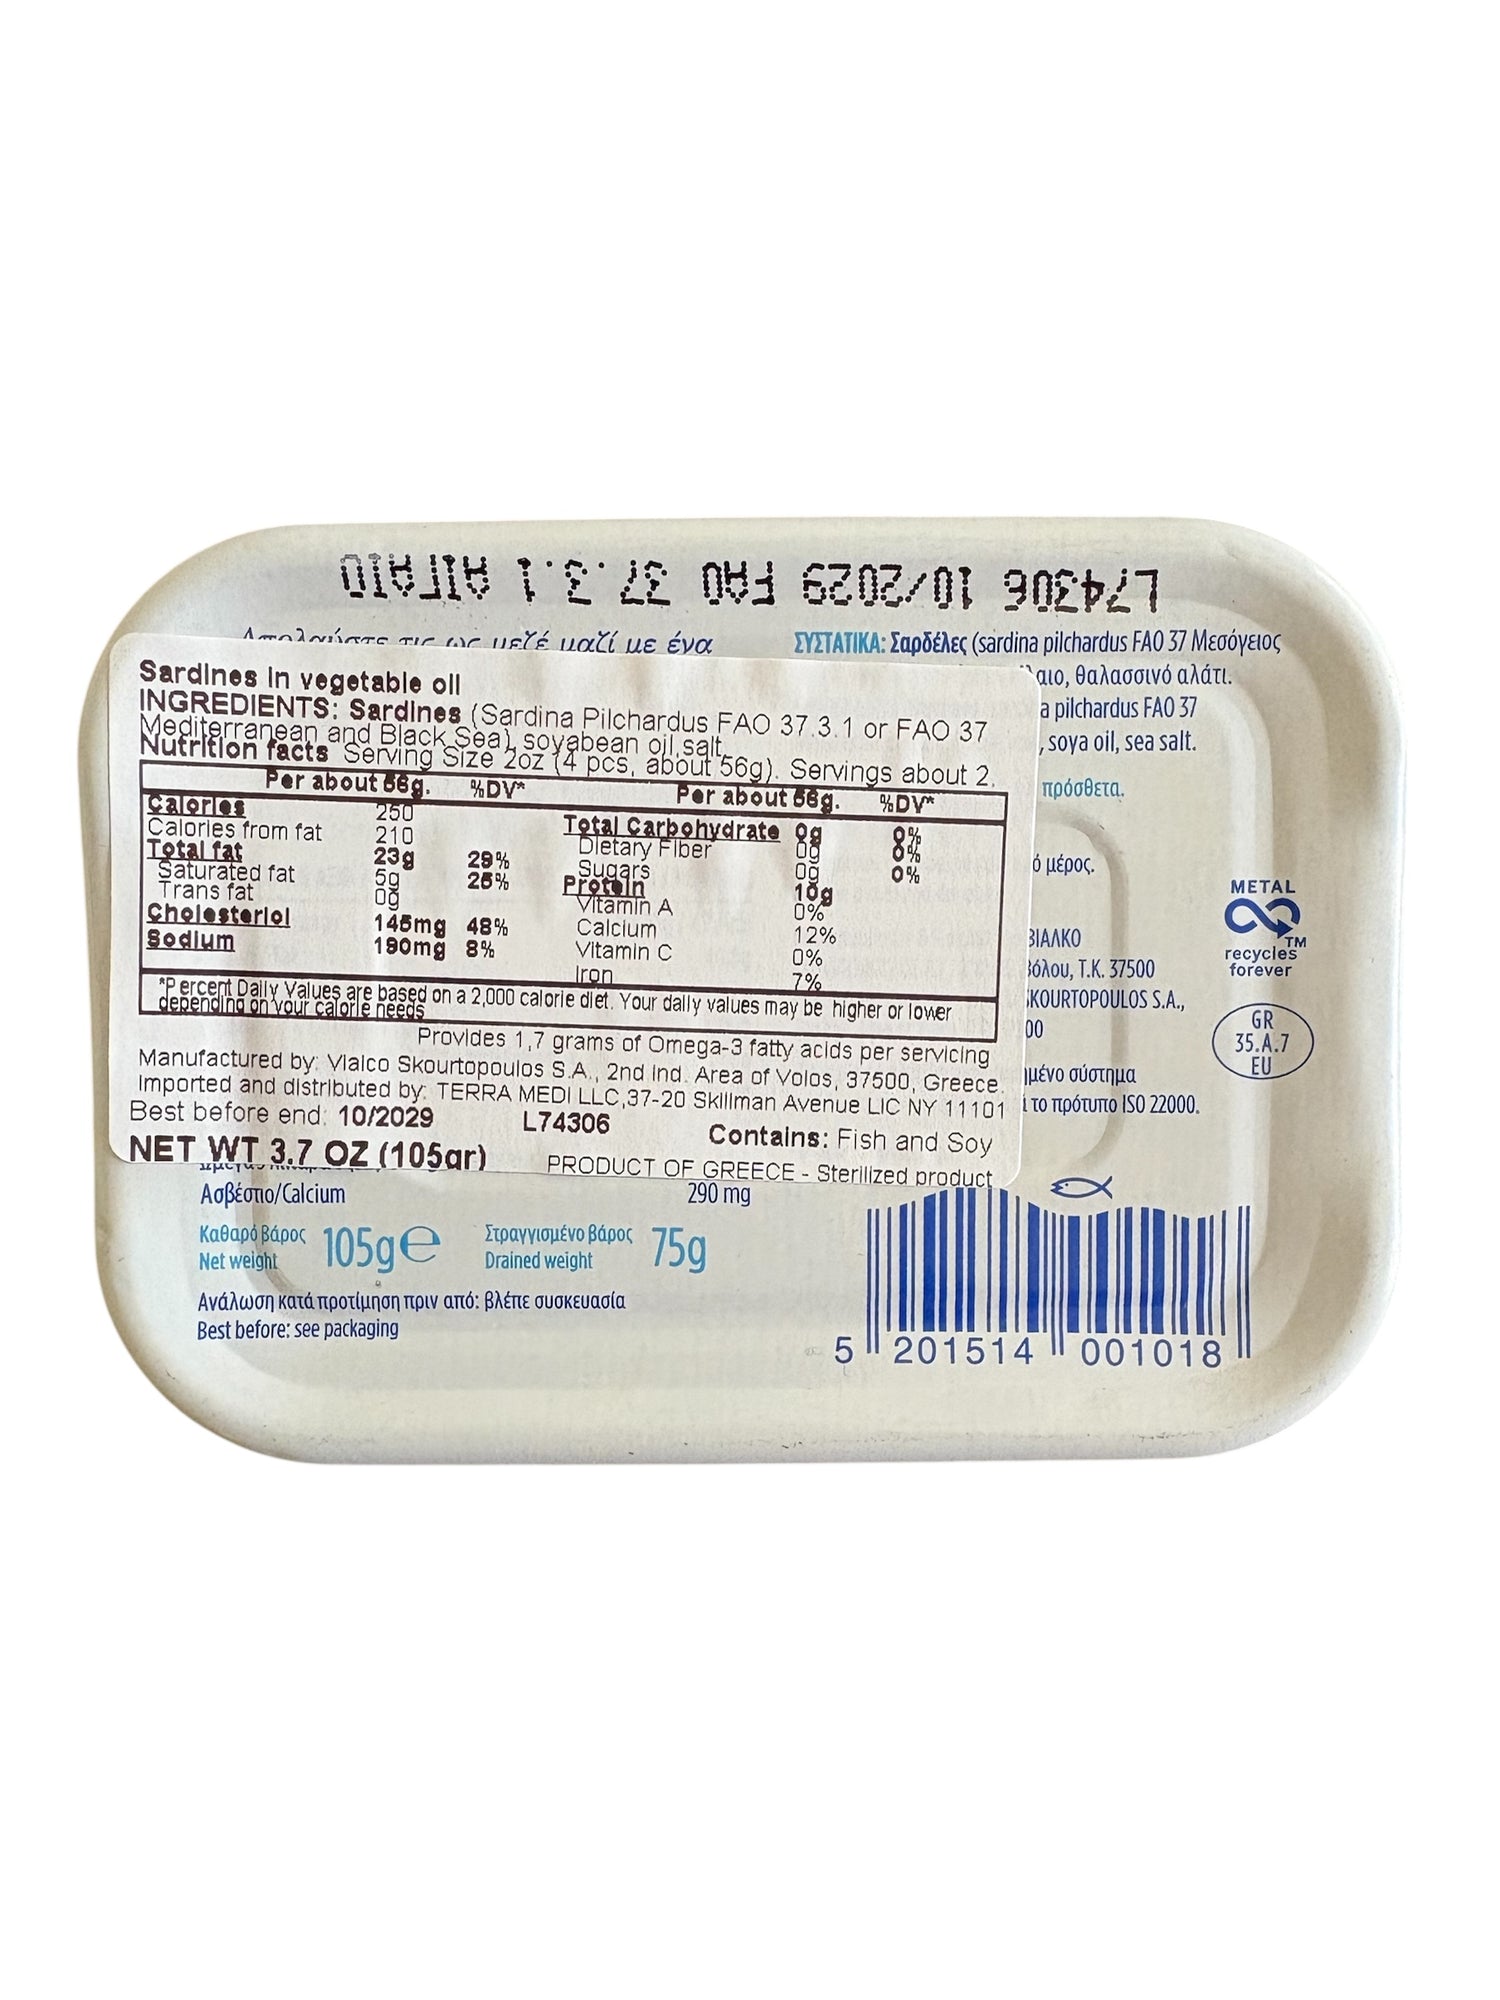 L74306 10/2029 FAO 37.3.1 ΑΙΓΑΙΟ
Απολαύστε τις ως μεζέ μαζί με ένα
ΣΥΣΤΑΤΙΚΑ: Σαρδέλες (sardina pilchardus FAO 37 Μεσόγειος
λαιο, θαλασσινό αλάτι.
a pilchardus FAO 37
, soya oil, sea salt.
πρόσθετα.
ό μέρος.
ΒΙΑΛΚΟ
Βόλου, Τ.Κ. 37500
SKOURTOPOULOS S.A.,
00
μένο σύστημα
το πρότυπο ISO 22000.
Sardines in vegetable oil
INGREDIENTS: Sardines (Sardina Pilchardus FAO 37.3.1 or FAO 37
Mediterranean and Black Sea), soyabean oil,salt.
Nutrition facts Serving Size 2oz (4 pcs, about 56g). Servings about 2.
Per about 56g. %DV* Per about 56g. %DV*
Calories 250
Calories from fat 210
Total fat 23g 29%
Saturated fat 5g 25%
Trans fat 0g
Cholesteriol 145mg 48%
Sodium 190mg 8%
Total Carbohydrate 0g 0%
Dietary Fiber 0g 0%
Sugars 0g 0%
Protein 10g
Vitamin A 0%
Calcium 12%
Vitamin C 0%
Iron 7%
*Percent Daily Values are based on a 2,000 calorie diet. Your daily values may be higher or lower
depending on your calorie needs
Provides 1,7 grams of Omega-3 fatty acids per servicing
Manufactured by: Vialco Skourtopoulos S.A., 2nd Ind. Area of Volos, 37500, Greece.
Imported and distributed by: TERRA MEDI LLC,37-20 Skillman Avenue LIC NY 11101
Best before end: 10/2029 L74306 Contains: Fish and Soy
NET WT 3.7 OZ (105gr) PRODUCT OF GREECE - Sterilized product
Ασβέστιο/Calcium 290 mg
Καθαρό βάρος
Net weight
105g e
Στραγγισμένο βάρος
Drained weight
75g
Ανάλωση κατά προτίμηση πριν από: βλέπε συσκευασία
Best before: see packaging
METAL
TM
recycles
forever
GR
35.A.7
EU
5 201514 001018